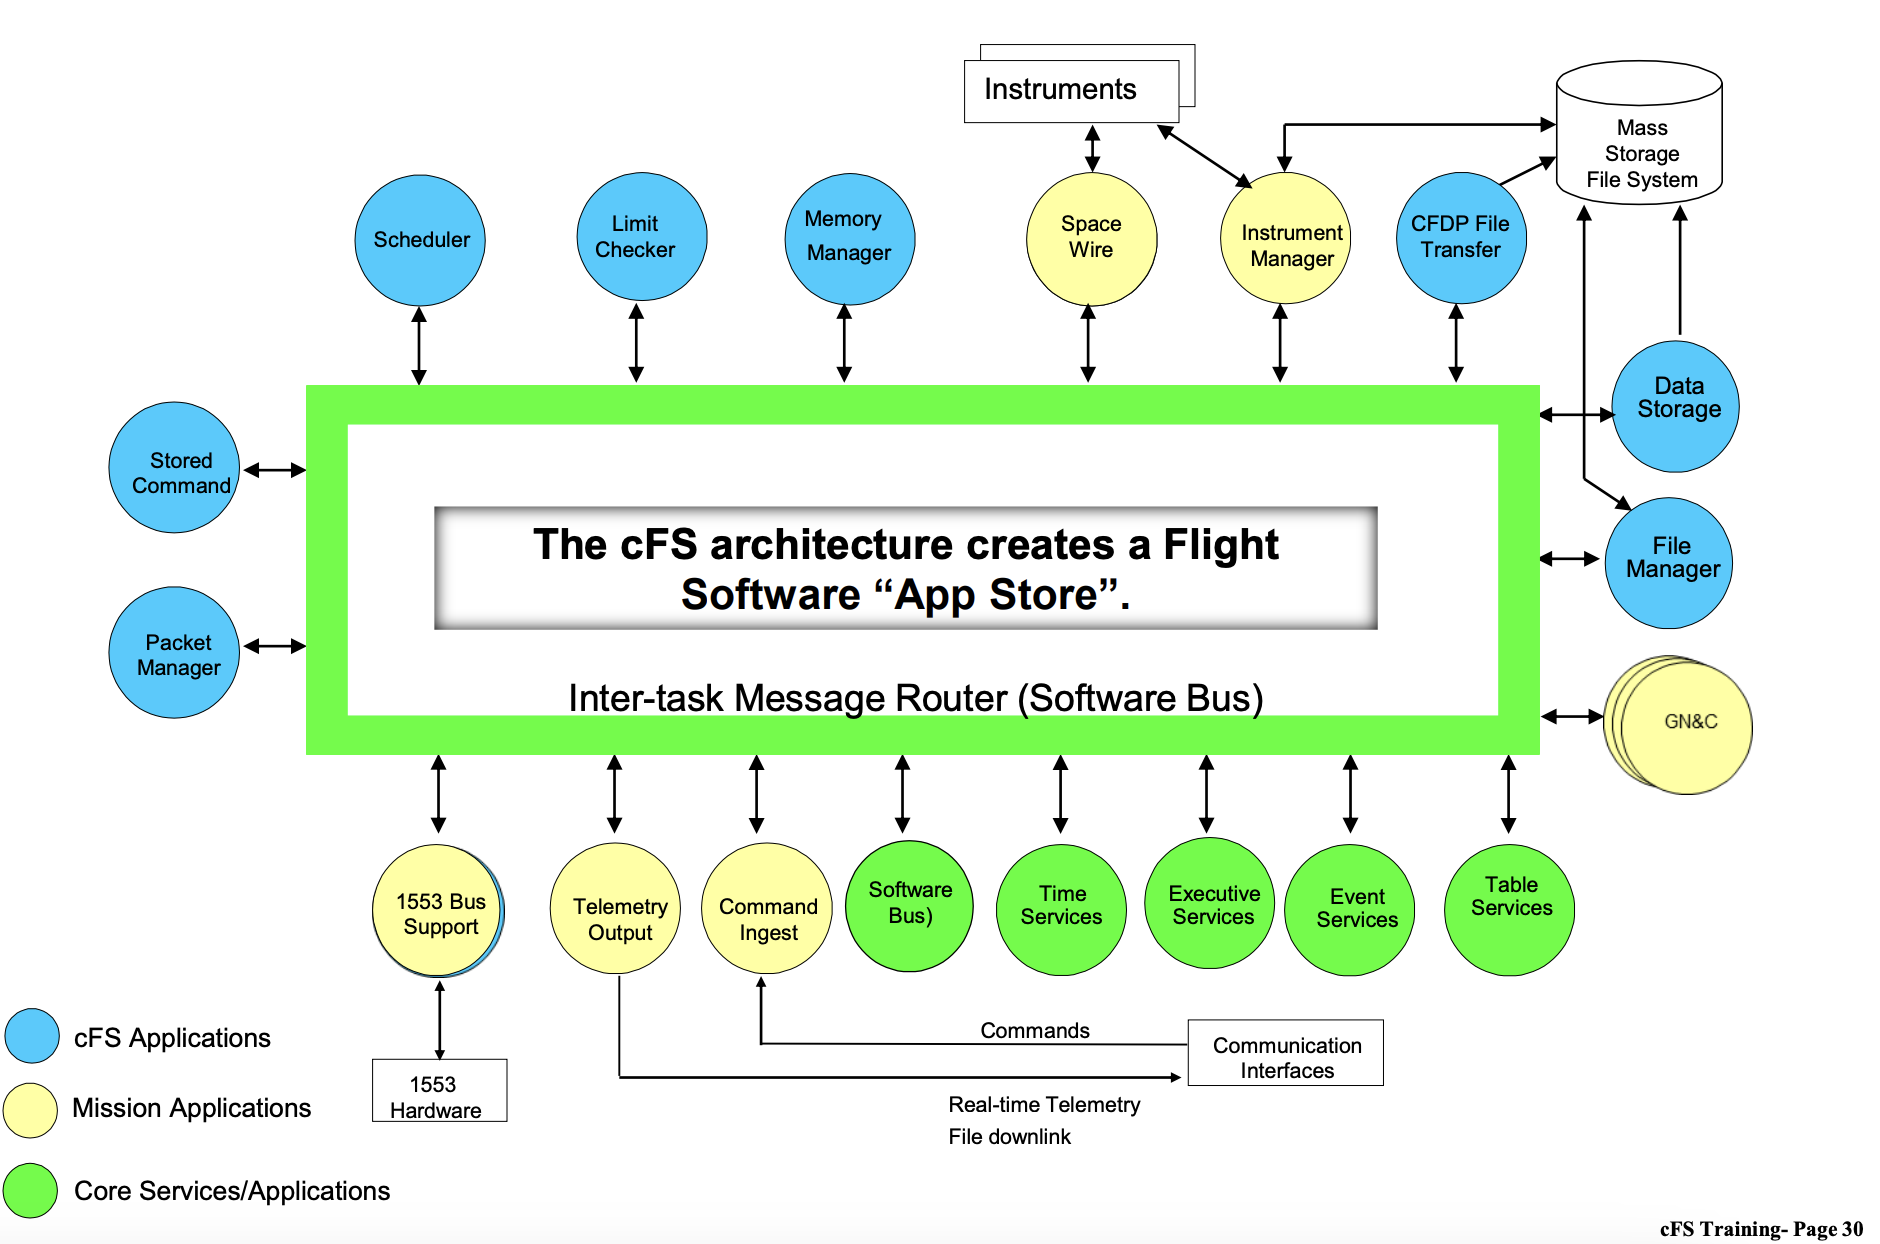 Instruments
Mass
Storage
File System
Scheduler
Limit
Checker
Memory
Manager
Space
Wire
Instrument
Manager
CFDP File
Transfer
Data
Storage
Stored
Command
The cFS architecture creates a Flight
Software “App Store”.
File
Manager
Packet
Manager
Inter-task Message Router (Software Bus)
GN&C
1553 Bus
Support
Telemetry
Output
Command
Ingest
Software
Bus)
Time
Services
Executive
Services
Event
Services
Table
Services
cFS Applications
Commands
Communication
Interfaces
1553
Hardware
Mission Applications
Real-time Telemetry
File downlink
Core Services/Applications
cFS Training- Page 30